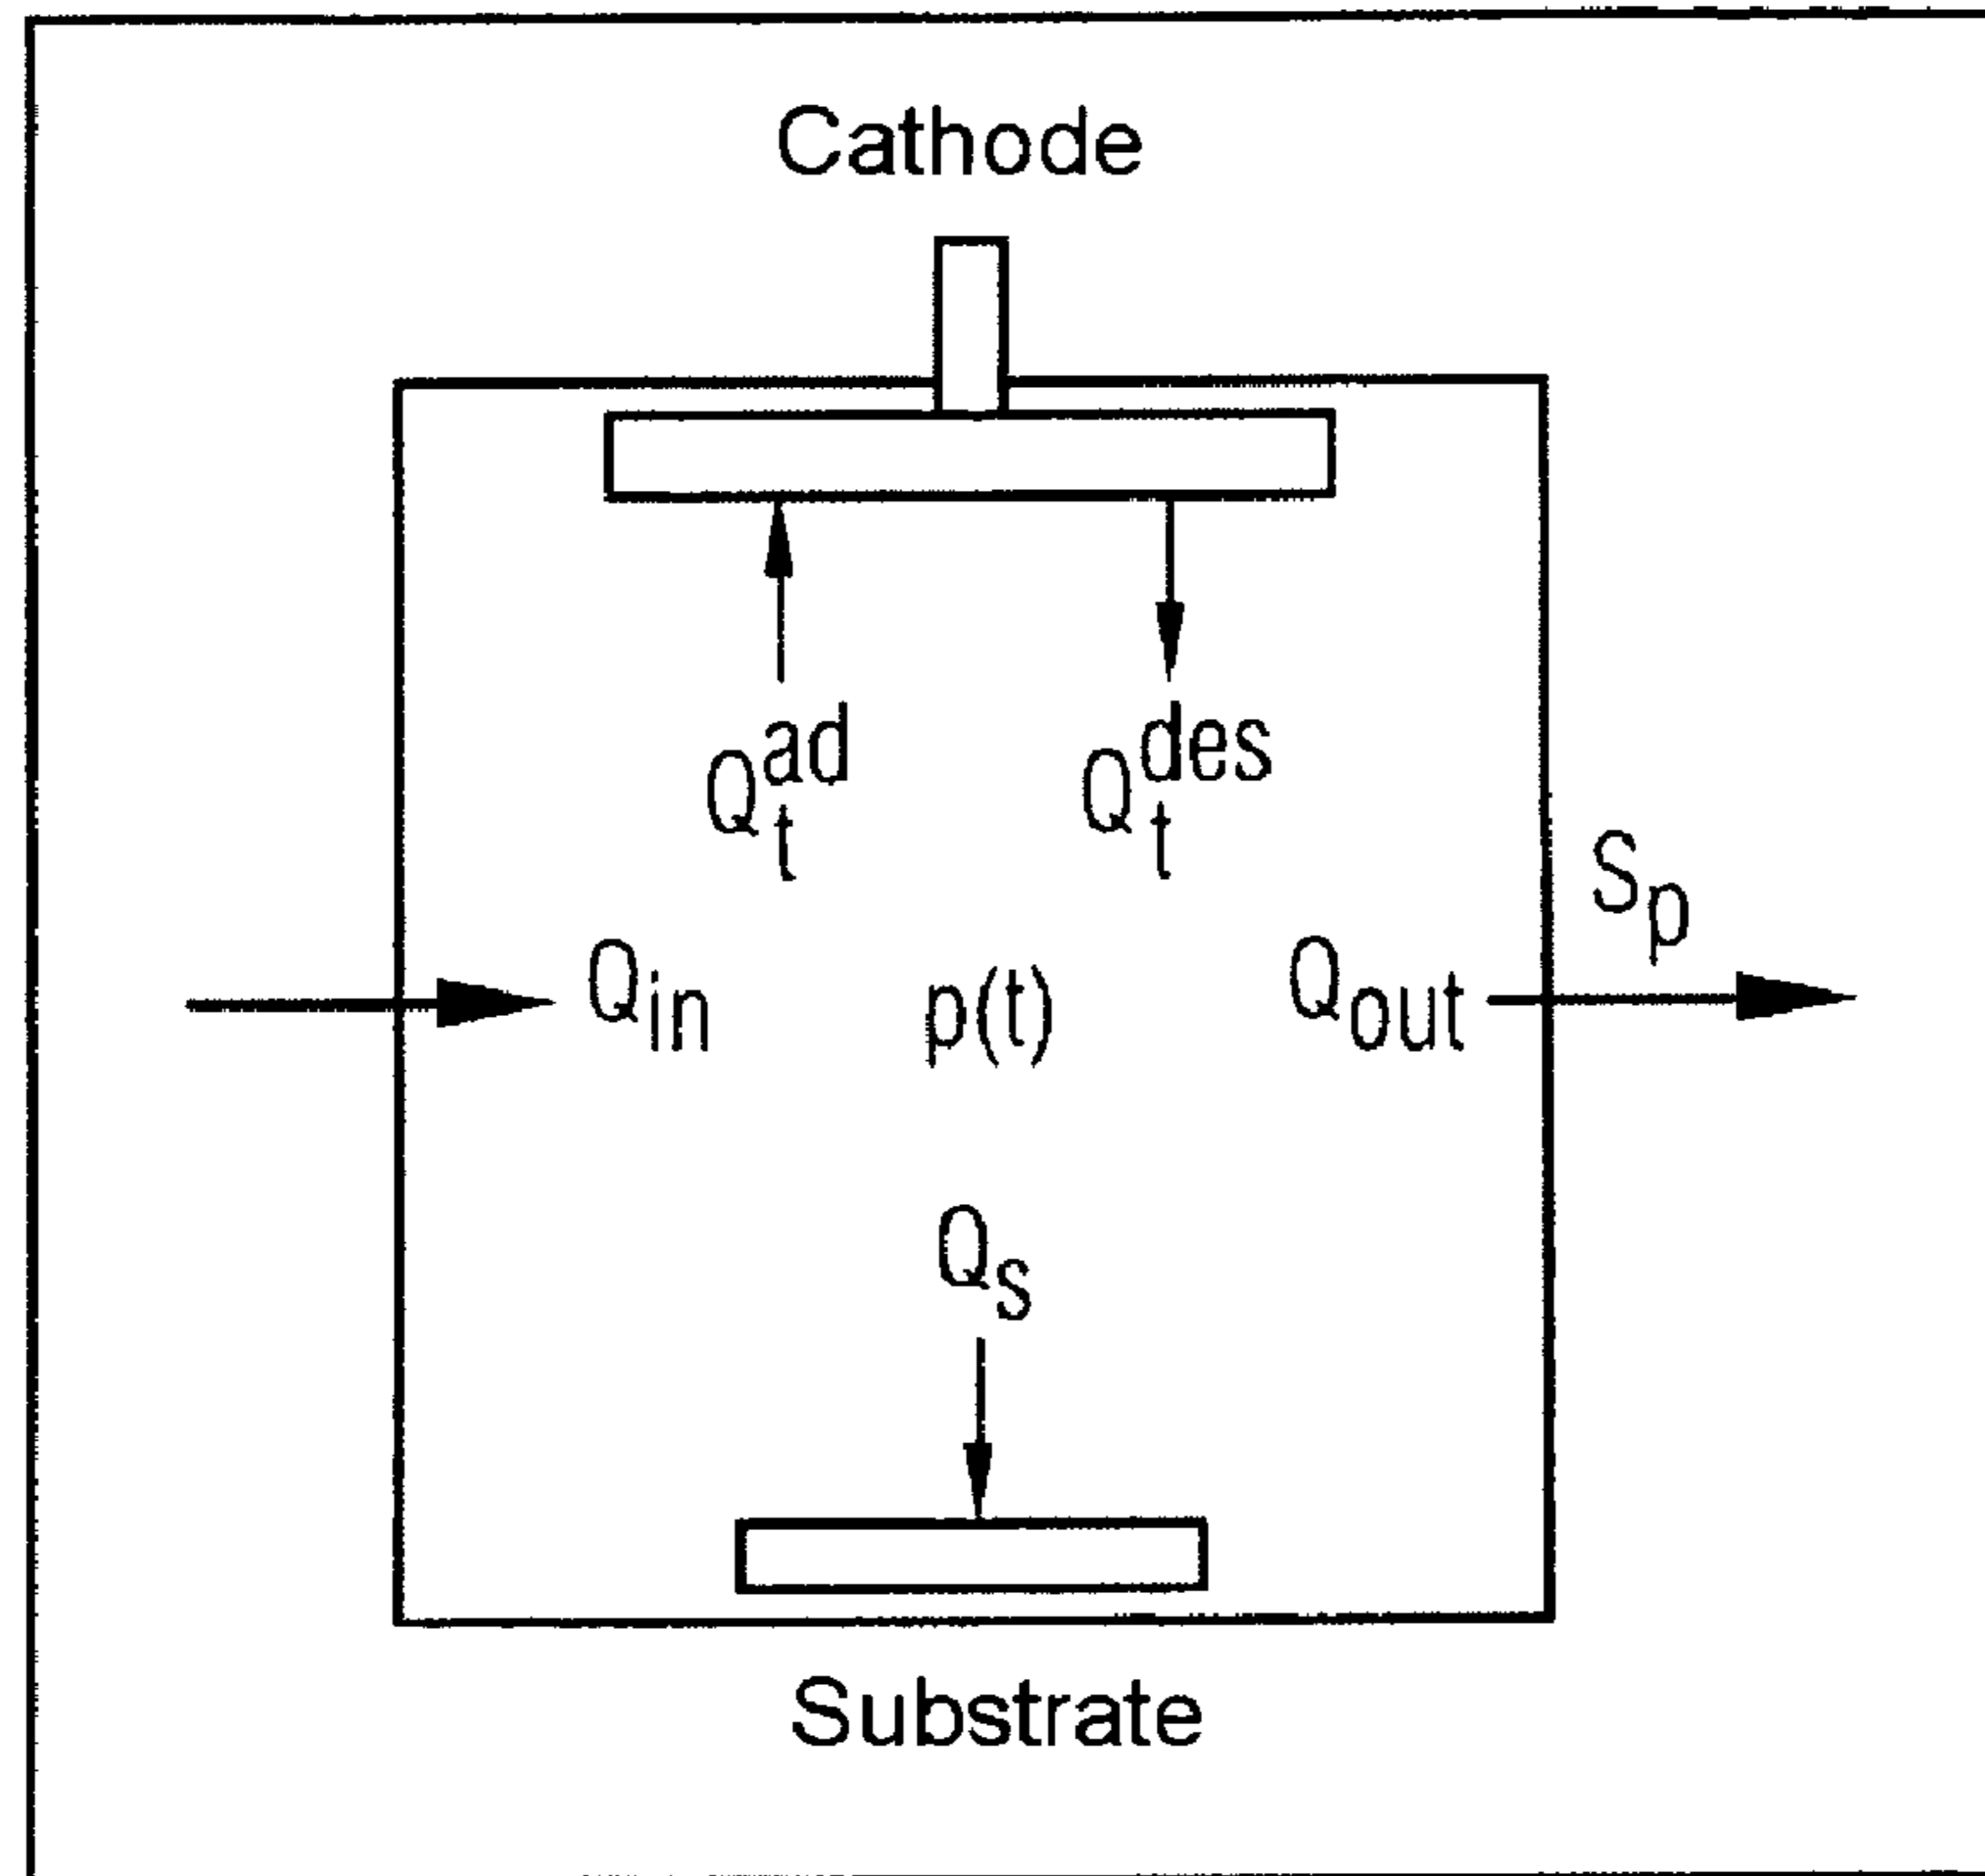 Cathode
Q_t^ad Q_t^des
S_p
Q_in p(t) Q_out
Q_s
Substrate